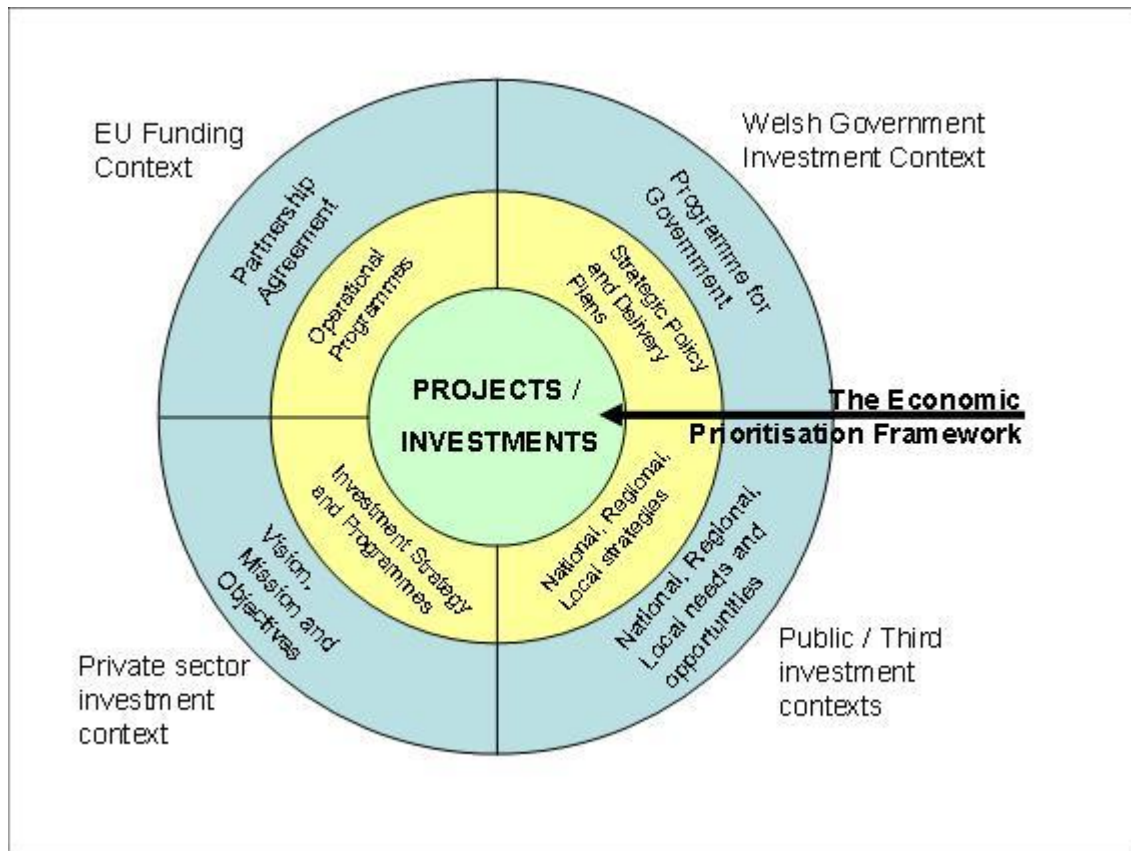 EU Funding
Context
Welsh Government
Investment Context
Partnership
Agreement
Programme for
Government
Operational
Programmes
Strategic Policy
and Delivery
Plans
PROJECTS /
INVESTMENTS
The Economic
Prioritisation Framework
Investment Strategy
and Programmes
National, Regional,
Local strategies
Vision,
Mission and
Objectives
National, Regional,
Local needs and
opportunities
Private sector
investment
context
Public / Third
investment
contexts